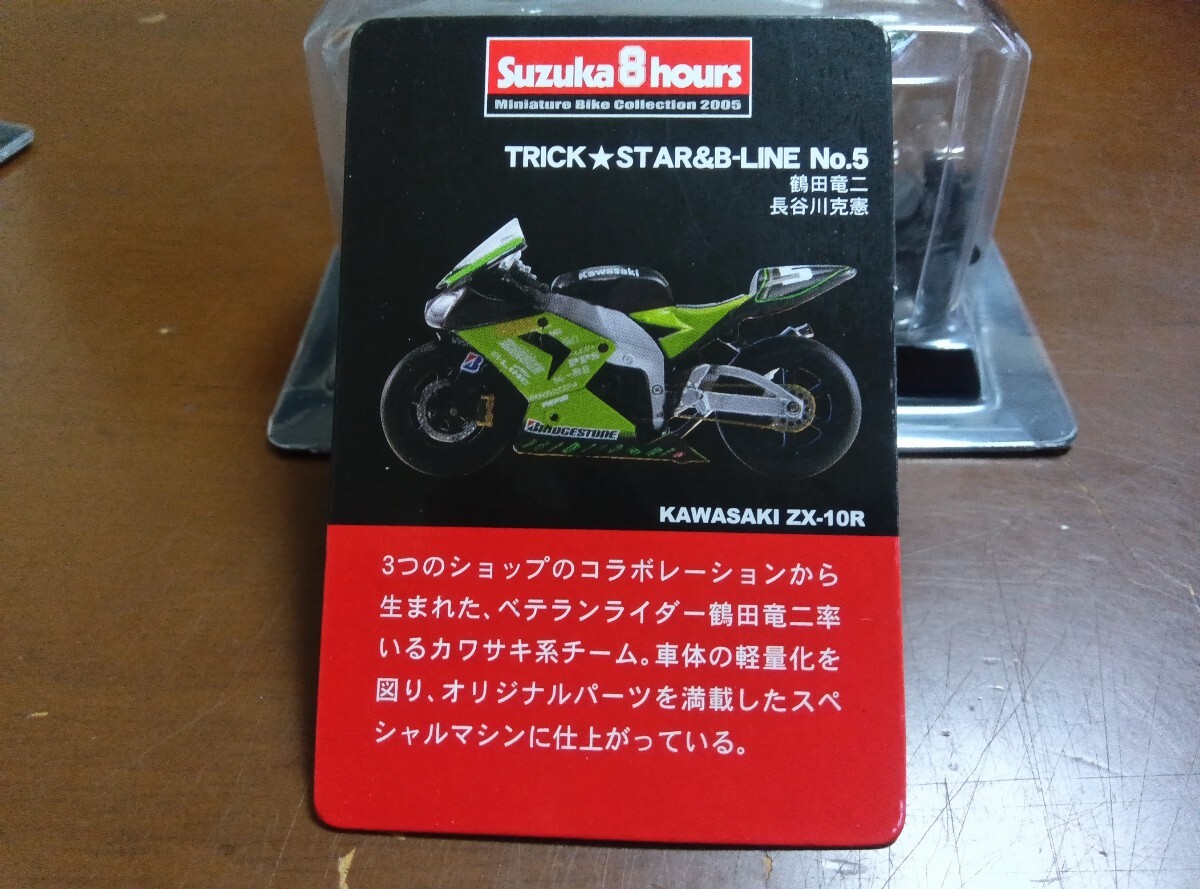 Suzuka 8 hours
Miniature Bike Collection 2005
TRICK★STAR&B-LINE No.5
鶴田竜二
長谷川克憲
Kawasaki
5
B
BRIDGESTONE
KAWASAKI ZX-10R
3つのショップのコラボレーションから
生まれた、ベテランライダー鶴田竜二率
いるカワサキ系チーム。車体の軽量化を
図り、オリジナルパーツを満載したスペ
シャルマシンに仕上がっている。